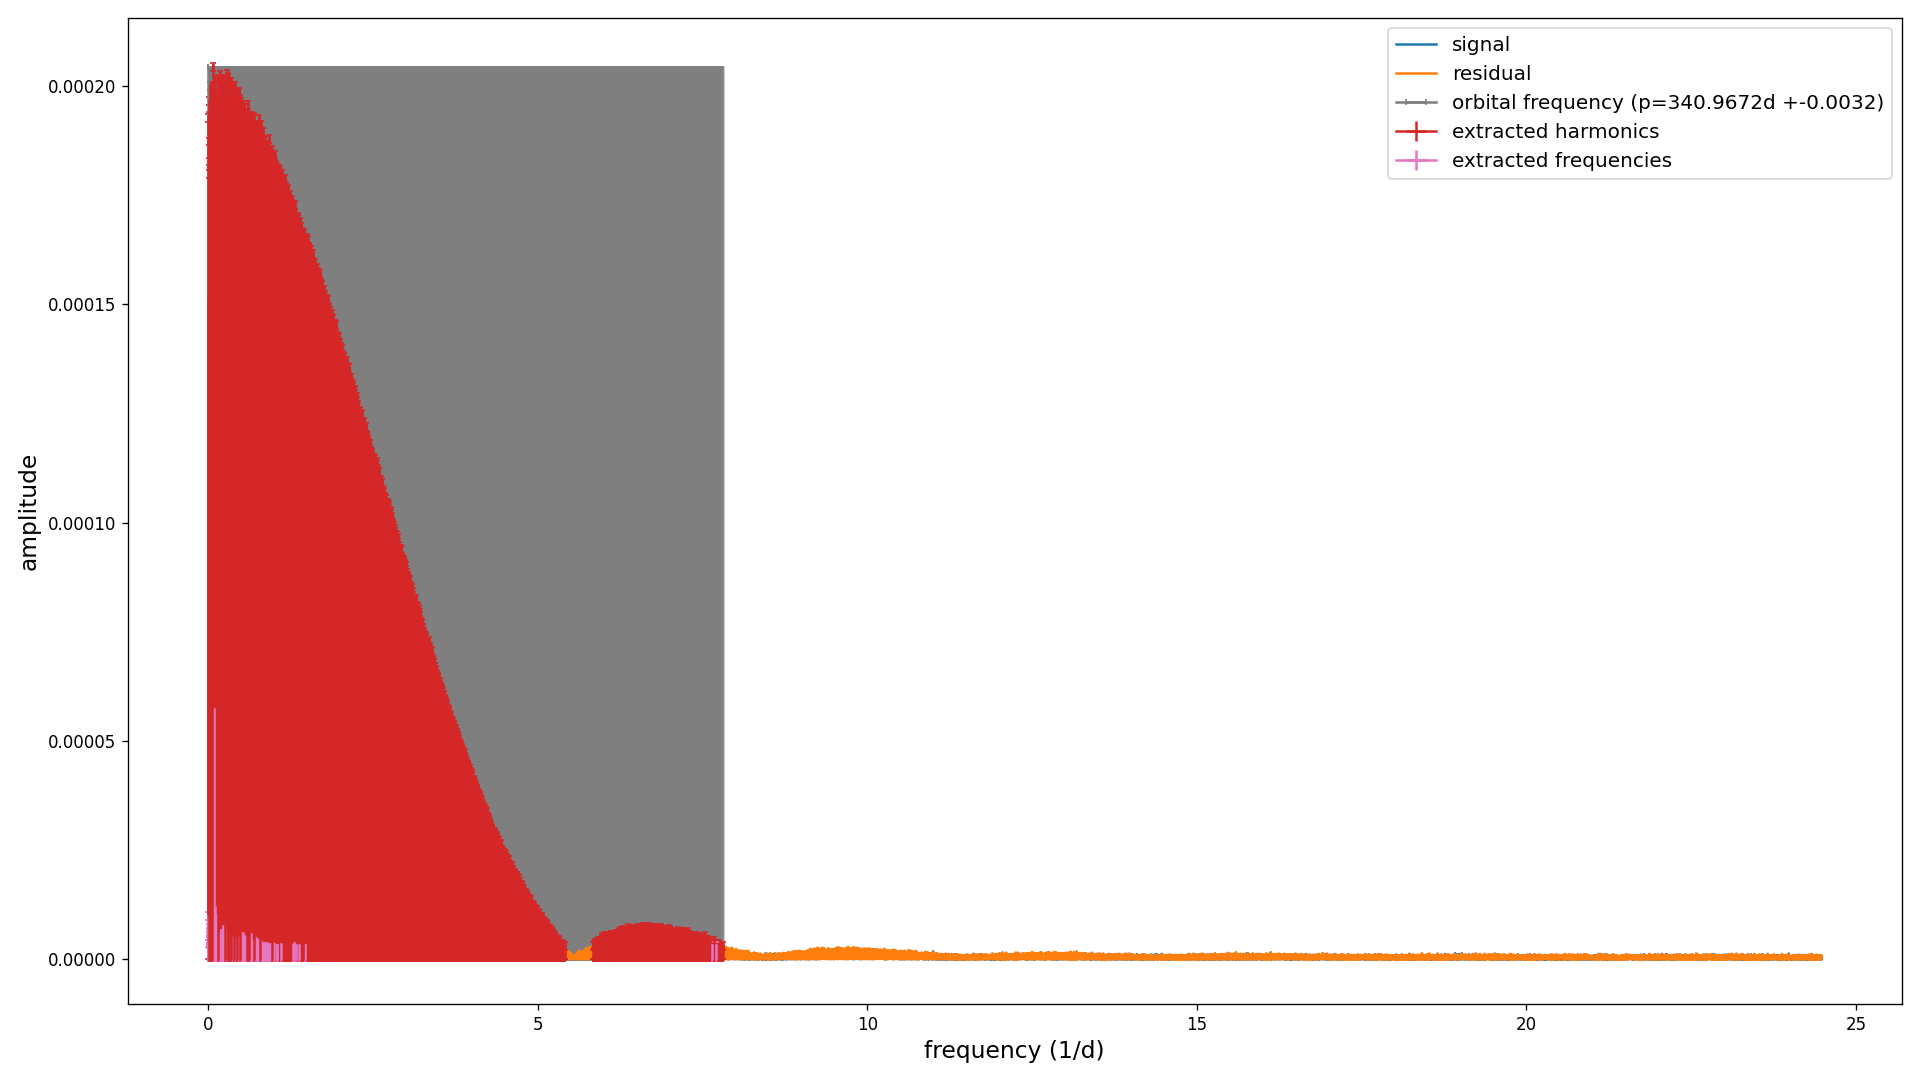 signal
residual
orbital frequency (p=340.9672d +-0.0032)
extracted harmonics
extracted frequencies
0.00020
0.00015
0.00010
0.00005
0.00000
amplitude
0 5 10 15 20 25
frequency (1/d)